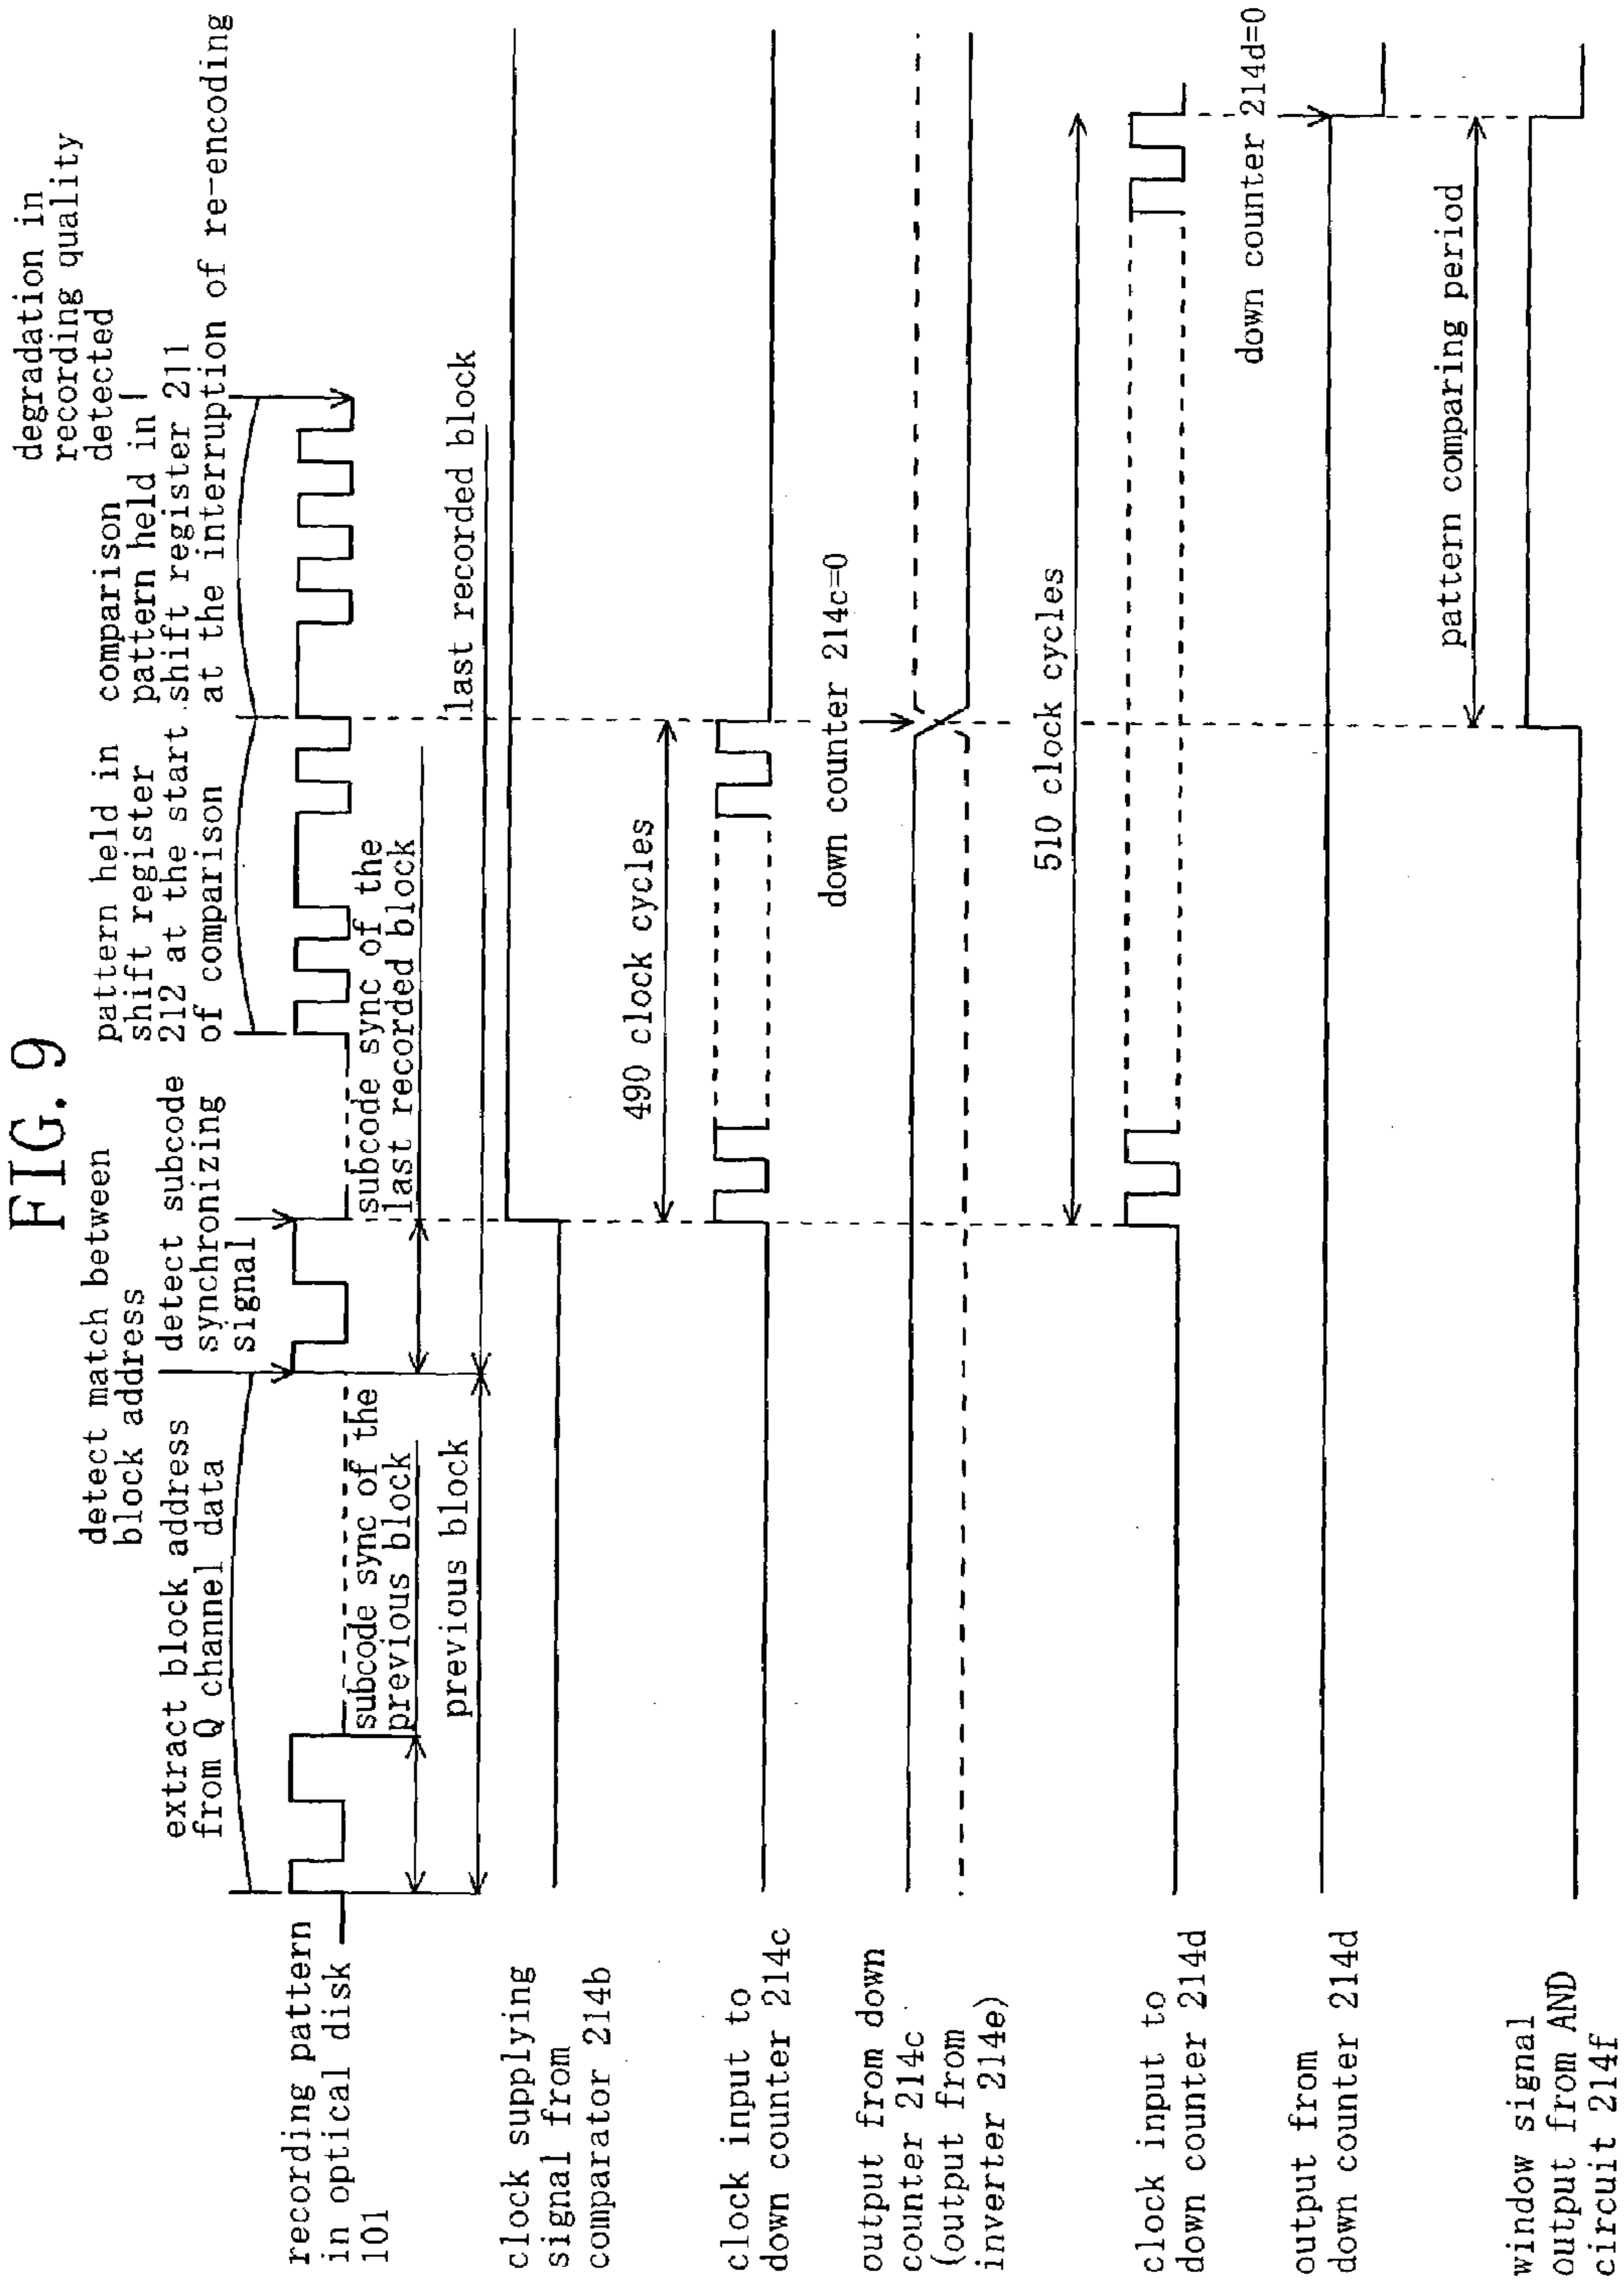 FIG. 9
degradation in
recording quality
detected
detect match between
block address
extract block address
from Q channel data
detect subcode
synchronizing
signal
pattern held in
shift register
212 at the start
of comparison
comparison
pattern held in
shift register 211
at the interruption of re-encoding
recording pattern
in optical disk
101
subcode sync of the
previous block
subcode sync of the
last recorded block
previous block
last recorded block
clock supplying
signal from
comparator 214b
490 clock cycles
clock input to
down counter 214c
down counter 214c=0
output from down
counter 214c
(output from
inverter 214e)
510 clock cycles
clock input to
down counter 214d
down counter 214d=0
output from
down counter 214d
pattern comparing period
window signal
output from AND
circuit 214f